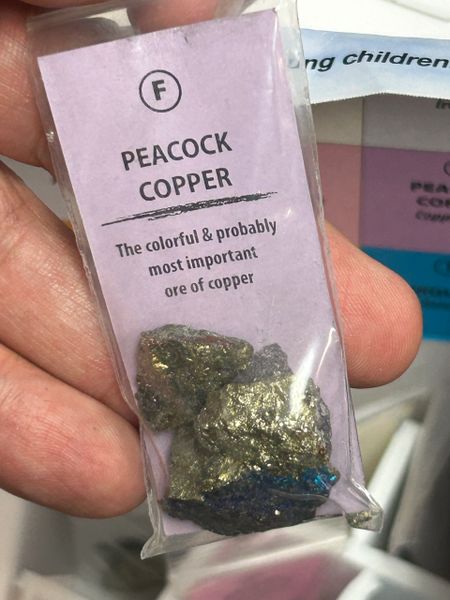 F
PEACOCK
COPPER
The colorful & probably
most important
ore of copper
ng children